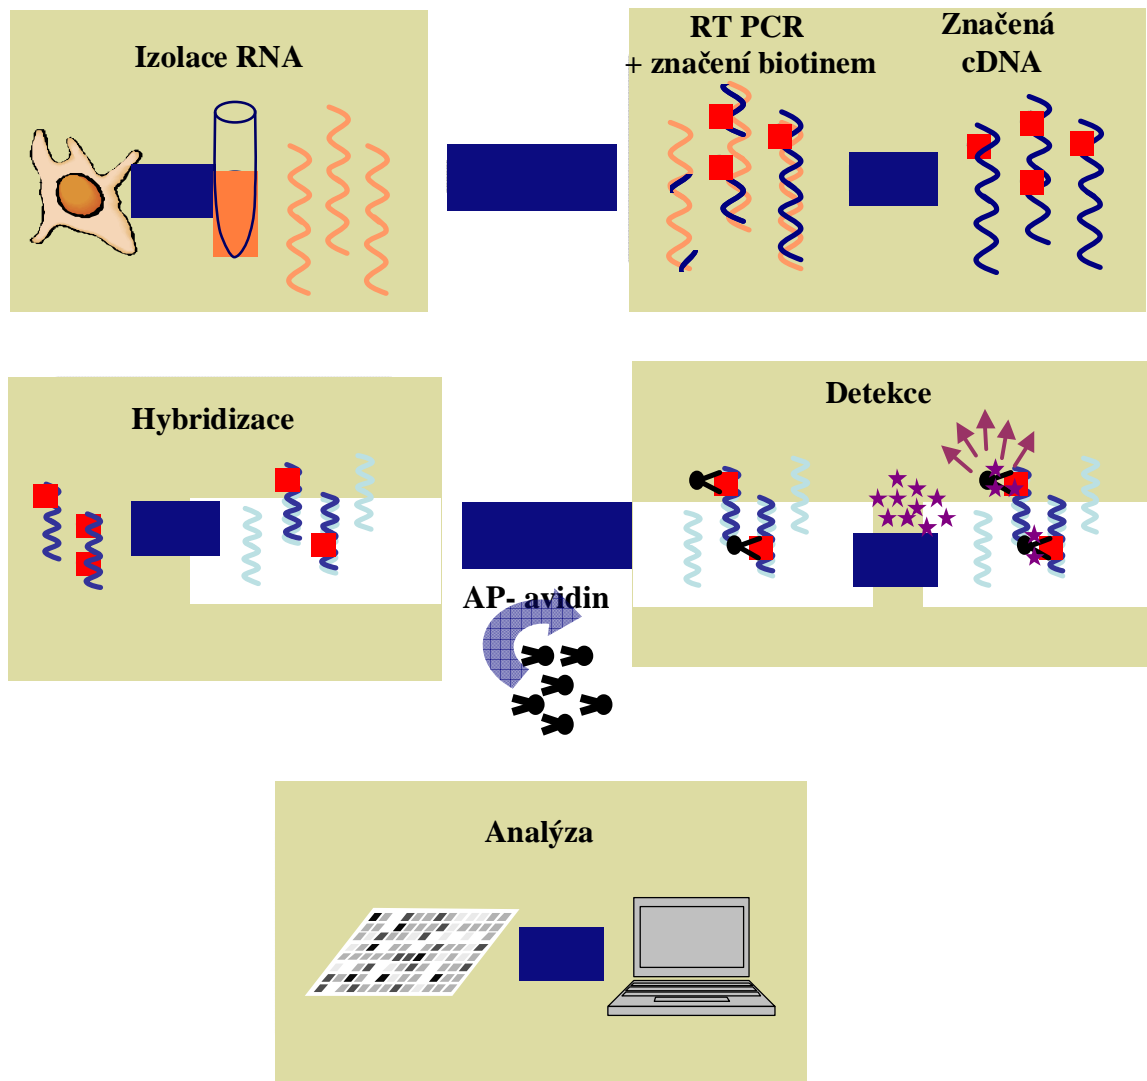 Izolace RNA
RT PCR
+ značení biotinem
Značená
cDNA
Hybridizace
Detekce
AP- avidin
Analýza